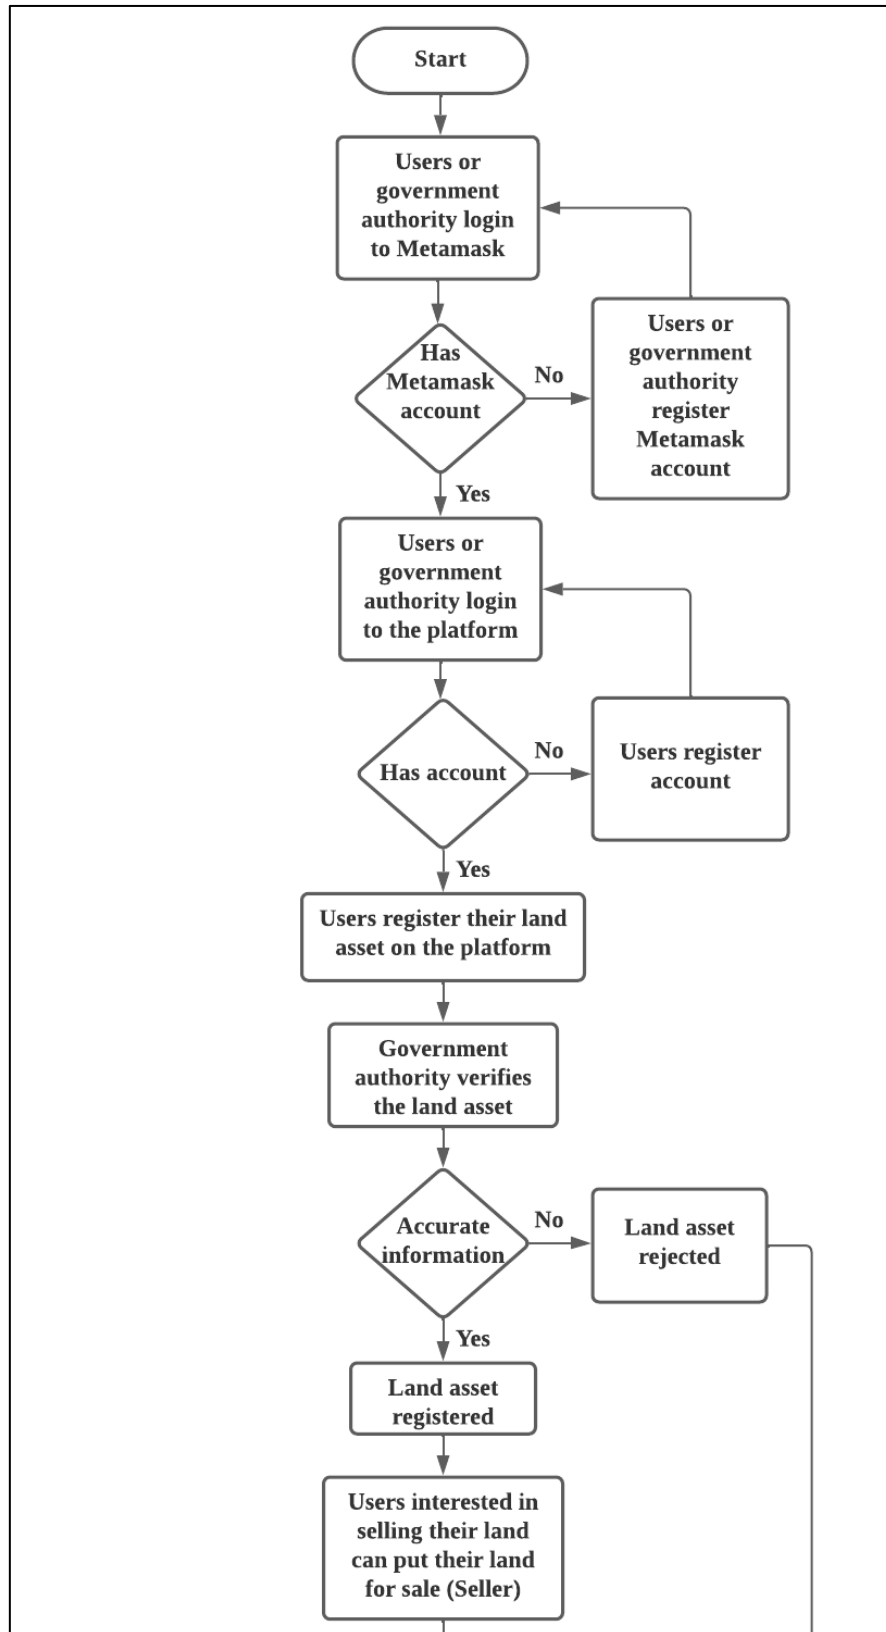 Start
Users or
government
authority login
to Metamask
Users or
government
authority
register
Metamask
account
Has
Metamask
account
No
Yes
Users or
government
authority login
to the platform
Has account
No
Users register
account
Yes
Users register their land
asset on the platform
Government
authority verifies
the land asset
Accurate
information
No
Land asset
rejected
Yes
Land asset
registered
Users interested in
selling their land
can put their land
for sale (Seller)